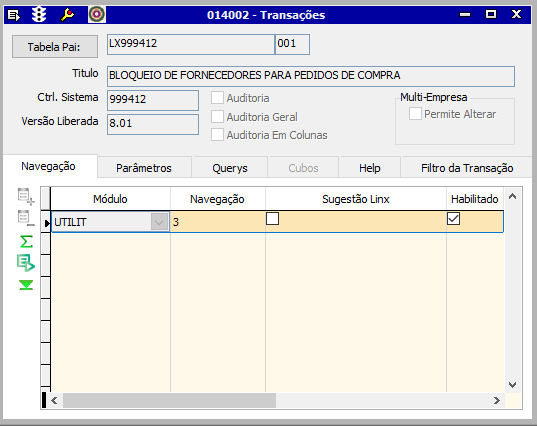 014002 - Transações
Tabela Pai: LX999412 001
Titulo BLOQUEIO DE FORNECEDORES PARA PEDIDOS DE COMPRA
Ctrl. Sistema 999412 Auditoria Multi-Empresa
Versão Liberada 8.01 Auditoria Geral Permite Alterar
Auditoria Em Colunas
Navegação Parâmetros Querys Cubos Help Filtro da Transação
Módulo Navegação Sugestão Linx Habilitado
UTILIT 3